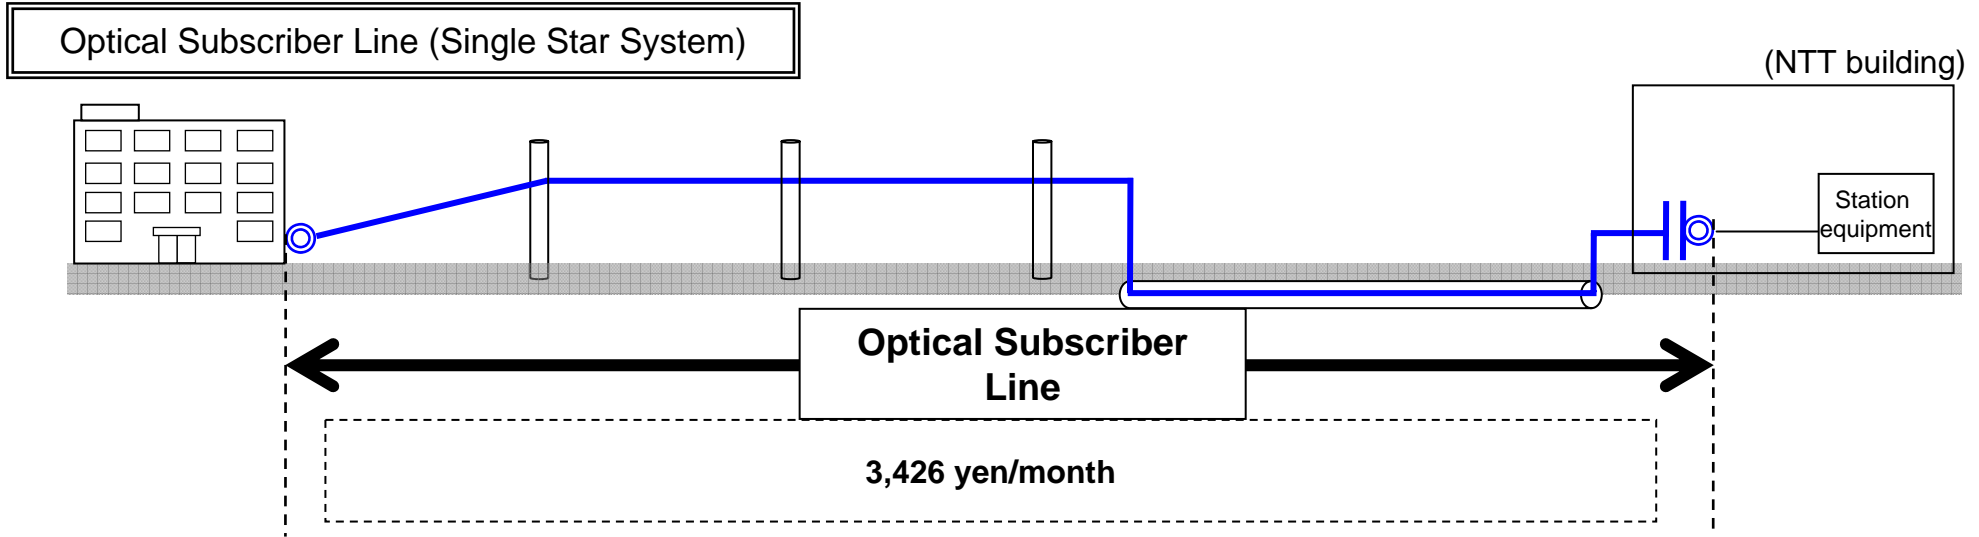 Optical Subscriber Line (Single Star System)
(NTT building)
Station
equipment
Optical Subscriber
Line
3,426 yen/month